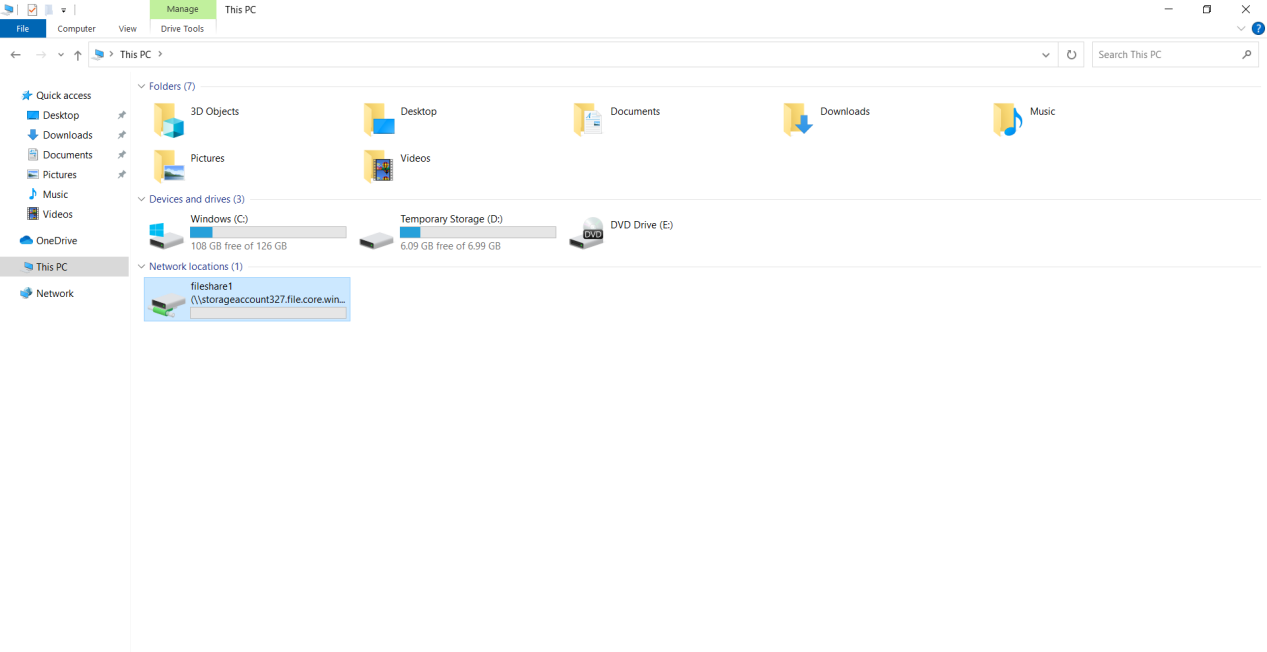 Manage This PC
File Computer View Drive Tools
This PC Search This PC
Quick access
Desktop
Downloads
Documents
Pictures
Music
Videos
OneDrive
This PC
Network
Folders (7)
3D Objects Desktop Documents Downloads Music
Pictures Videos
Devices and drives (3)
Windows (C:)
108 GB free of 126 GB
Temporary Storage (D:)
6.09 GB free of 6.99 GB
DVD
DVD Drive (E:)
Network locations (1)
fileshare1
(\\storageaccount327.file.core.win...